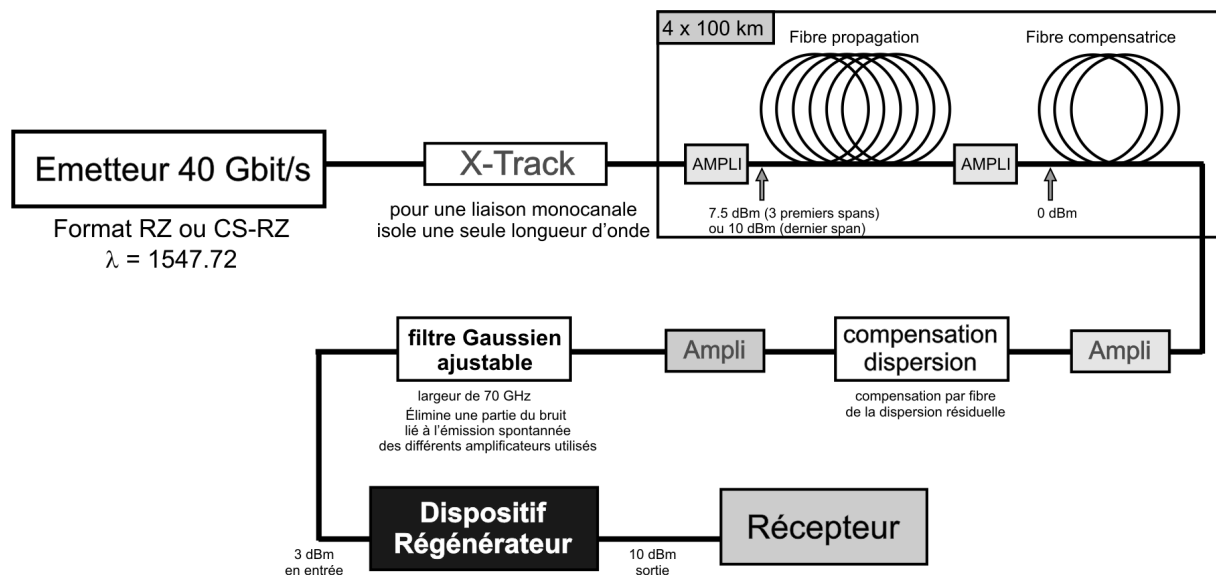 4 x 100 km
Fibre propagation
Fibre compensatrice
Emetteur 40 Gbit/s
X-Track
AMPLI
AMPLI
Format RZ ou CS-RZ
λ = 1547.72
pour une liaison monocanale
isole une seule longueur d'onde
7.5 dBm (3 premiers spans)
ou 10 dBm (dernier span)
0 dBm
filtre Gaussien
ajustable
Ampli
compensation
dispersion
Ampli
largeur de 70 GHz
Élimine une partie du bruit
lié à l'émission spontannée
des différents amplificateurs utilisés
compensation par fibre
de la dispersion résiduelle
Dispositif
Régénérateur
Récepteur
3 dBm
en entrée
10 dBm
sortie